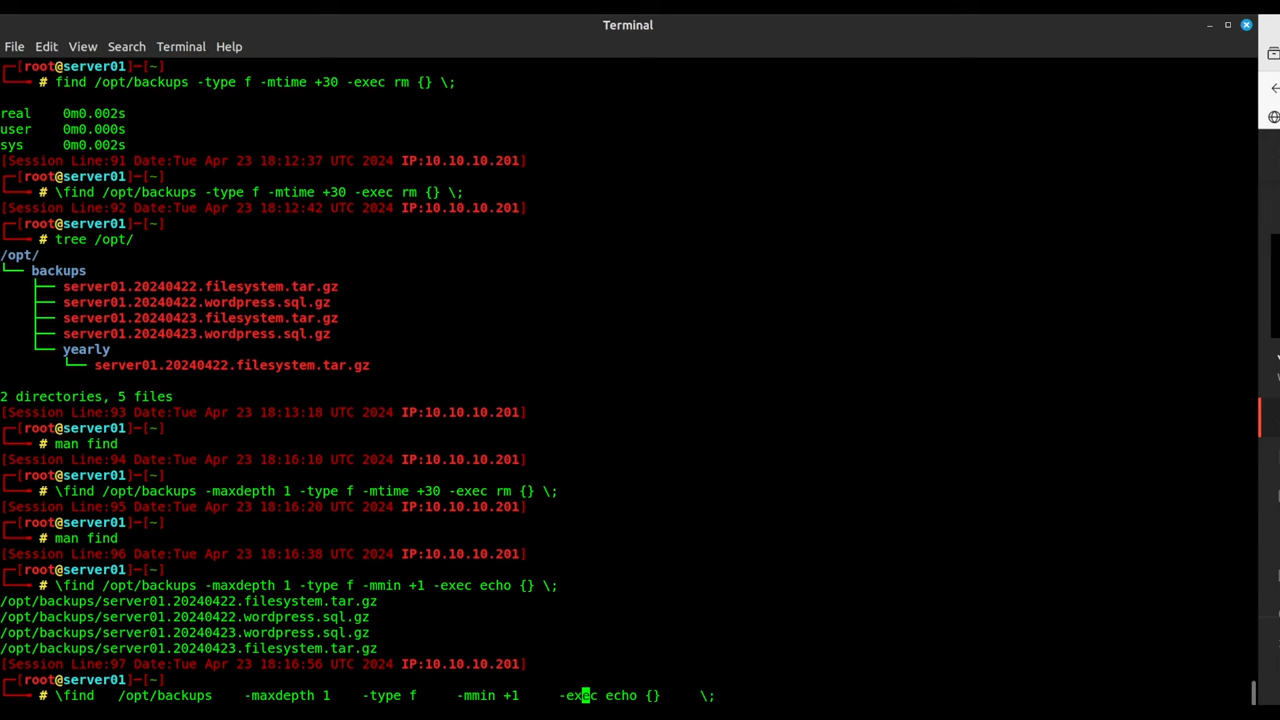 Terminal
File Edit View Search Terminal Help
┌─[root@server01]─[~]
└──╼ # find /opt/backups -type f -mtime +30 -exec rm {} \;
real 0m0.002s
user 0m0.000s
sys 0m0.002s
[Session Line:91 Date:Tue Apr 23 18:12:37 UTC 2024 IP:10.10.10.201]
┌─[root@server01]─[~]
└──╼ # \find /opt/backups -type f -mtime +30 -exec rm {} \;
[Session Line:92 Date:Tue Apr 23 18:12:42 UTC 2024 IP:10.10.10.201]
┌─[root@server01]─[~]
└──╼ # tree /opt/
/opt/
└── backups
├── server01.20240422.filesystem.tar.gz
├── server01.20240422.wordpress.sql.gz
├── server01.20240423.filesystem.tar.gz
├── server01.20240423.wordpress.sql.gz
└── yearly
└── server01.20240422.filesystem.tar.gz
2 directories, 5 files
[Session Line:93 Date:Tue Apr 23 18:13:18 UTC 2024 IP:10.10.10.201]
┌─[root@server01]─[~]
└──╼ # man find
[Session Line:94 Date:Tue Apr 23 18:16:10 UTC 2024 IP:10.10.10.201]
┌─[root@server01]─[~]
└──╼ # \find /opt/backups -maxdepth 1 -type f -mtime +30 -exec rm {} \;
[Session Line:95 Date:Tue Apr 23 18:16:20 UTC 2024 IP:10.10.10.201]
┌─[root@server01]─[~]
└──╼ # man find
[Session Line:96 Date:Tue Apr 23 18:16:38 UTC 2024 IP:10.10.10.201]
┌─[root@server01]─[~]
└──╼ # \find /opt/backups -maxdepth 1 -type f -mmin +1 -exec echo {} \;
/opt/backups/server01.20240422.filesystem.tar.gz
/opt/backups/server01.20240422.wordpress.sql.gz
/opt/backups/server01.20240423.wordpress.sql.gz
/opt/backups/server01.20240423.filesystem.tar.gz
[Session Line:97 Date:Tue Apr 23 18:16:56 UTC 2024 IP:10.10.10.201]
┌─[root@server01]─[~]
└──╼ # \find /opt/backups -maxdepth 1 -type f -mmin +1 -exec echo {} \;